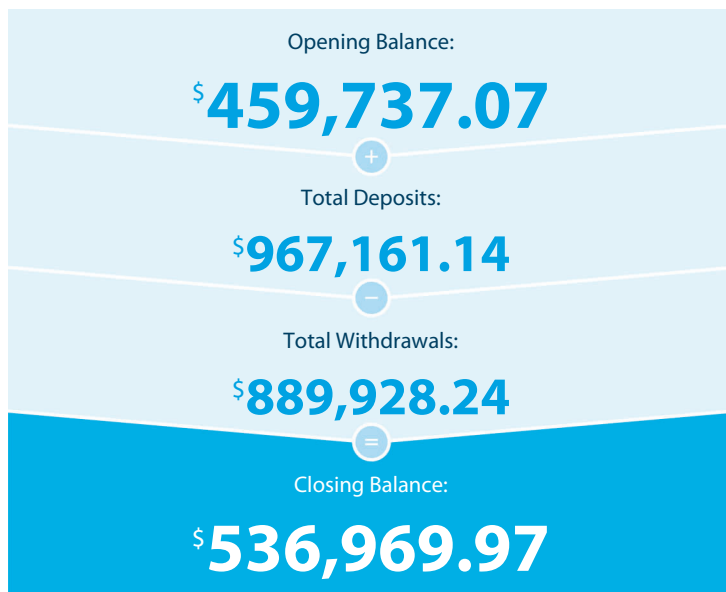 Opening Balance:
$459,737.07
+
Total Deposits:
$967,161.14
−
Total Withdrawals:
$889,928.24
=
Closing Balance:
$536,969.97